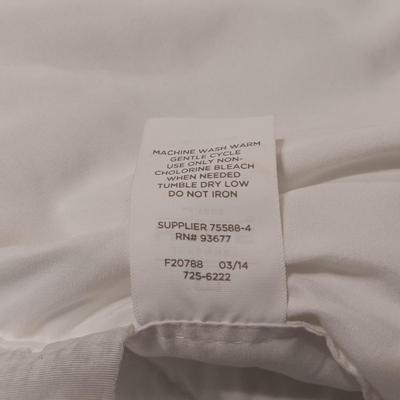 MACHINE WASH WARM
GENTLE CYCLE
USE ONLY NON-
CHOLORINE BLEACH
WHEN NEEDED
TUMBLE DRY LOW
DO NOT IRON
SUPPLIER 75588-4
RN# 93677
F20788 03/14
725-6222